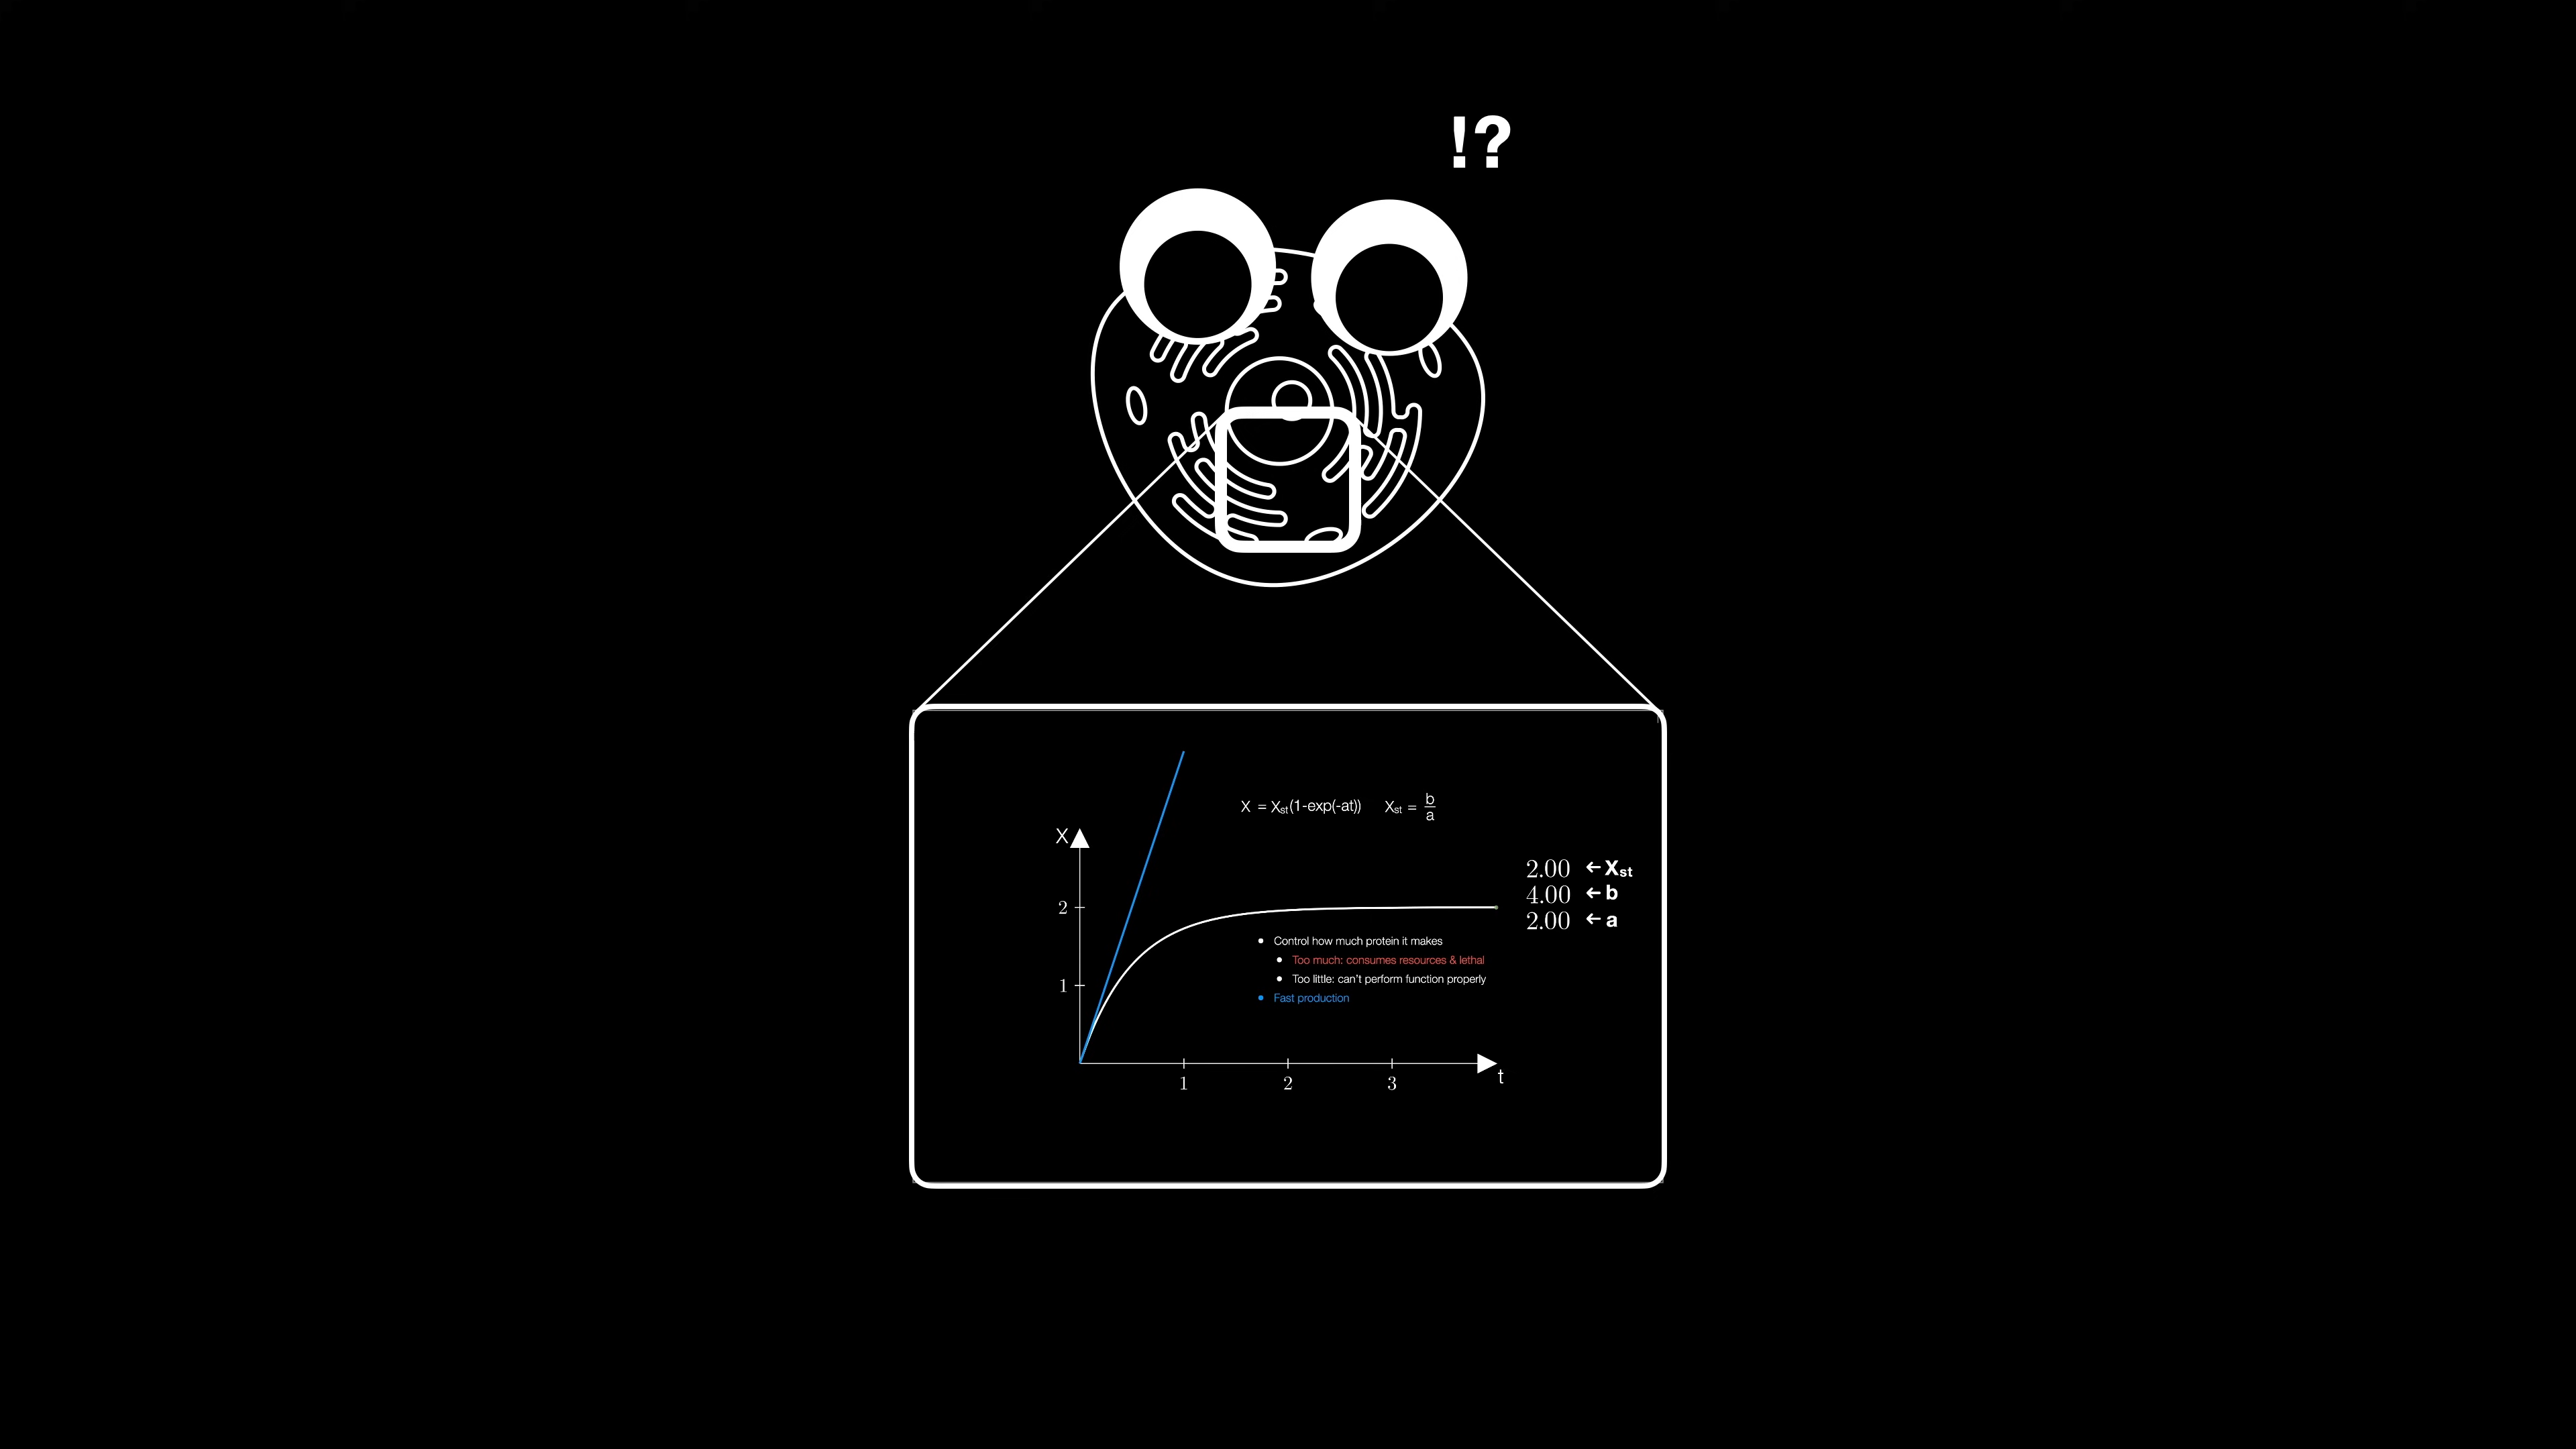 !?
X = Xst(1-exp(-at)) Xst = b/a
X
2.00 ←Xst
4.00 ←b
2.00 ←a
2
• Control how much protein it makes
• Too much: consumes resources & lethal
• Too little: can't perform function properly
1
• Fast production
t
1 2 3